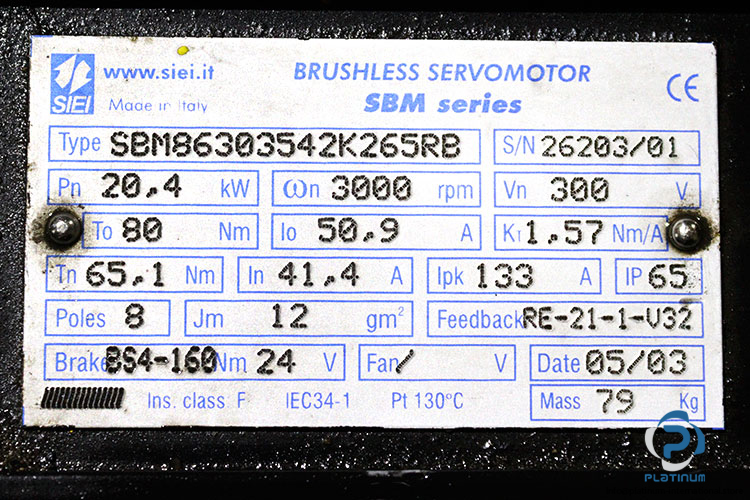 www.siei.it BRUSHLESS SERVOMOTOR CE
SIEI Made in Italy SBM series
Type SBM86303542K265RB S/N 26203/01
Pn 20.4 kW ωn 3000 rpm Vn 300 V
To 80 Nm Io 50.9 A KT 1.57 Nm/A
Tn 65.1 Nm In 41.4 A Ipk 133 A IP 65
Poles 8 Jm 12 gm² Feedback RE-21-1-V32
Brake BS4-160 Nm 24 V Fan / V Date 05/03
Ins. class F IEC34-1 Pt 130°C Mass 79 Kg
PLATINUM